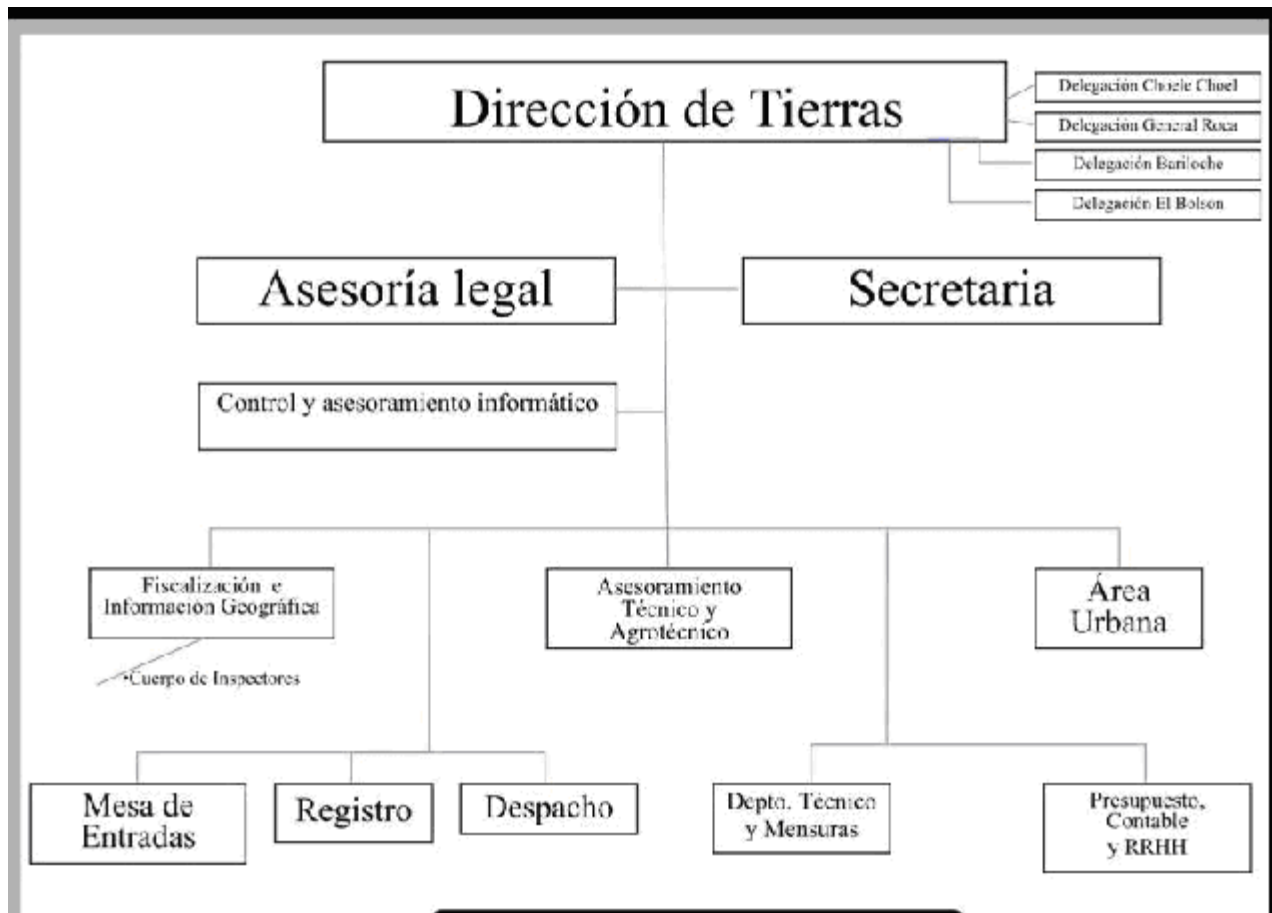 Dirección de Tierras
Delegación Choele Choel
Delegación General Roca
Delegación Bariloche
Delegación El Bolson
Asesoría legal
Secretaria
Control y asesoramiento informático
Fiscalización e
Información Geográfica
Asesoramiento
Técnico y
Agrotécnico
Área
Urbana
•Cuerpo de Inspectores
Mesa de
Entradas
Registro
Despacho
Depto. Técnico
y Mensuras
Presupuesto,
Contable
y RRHH